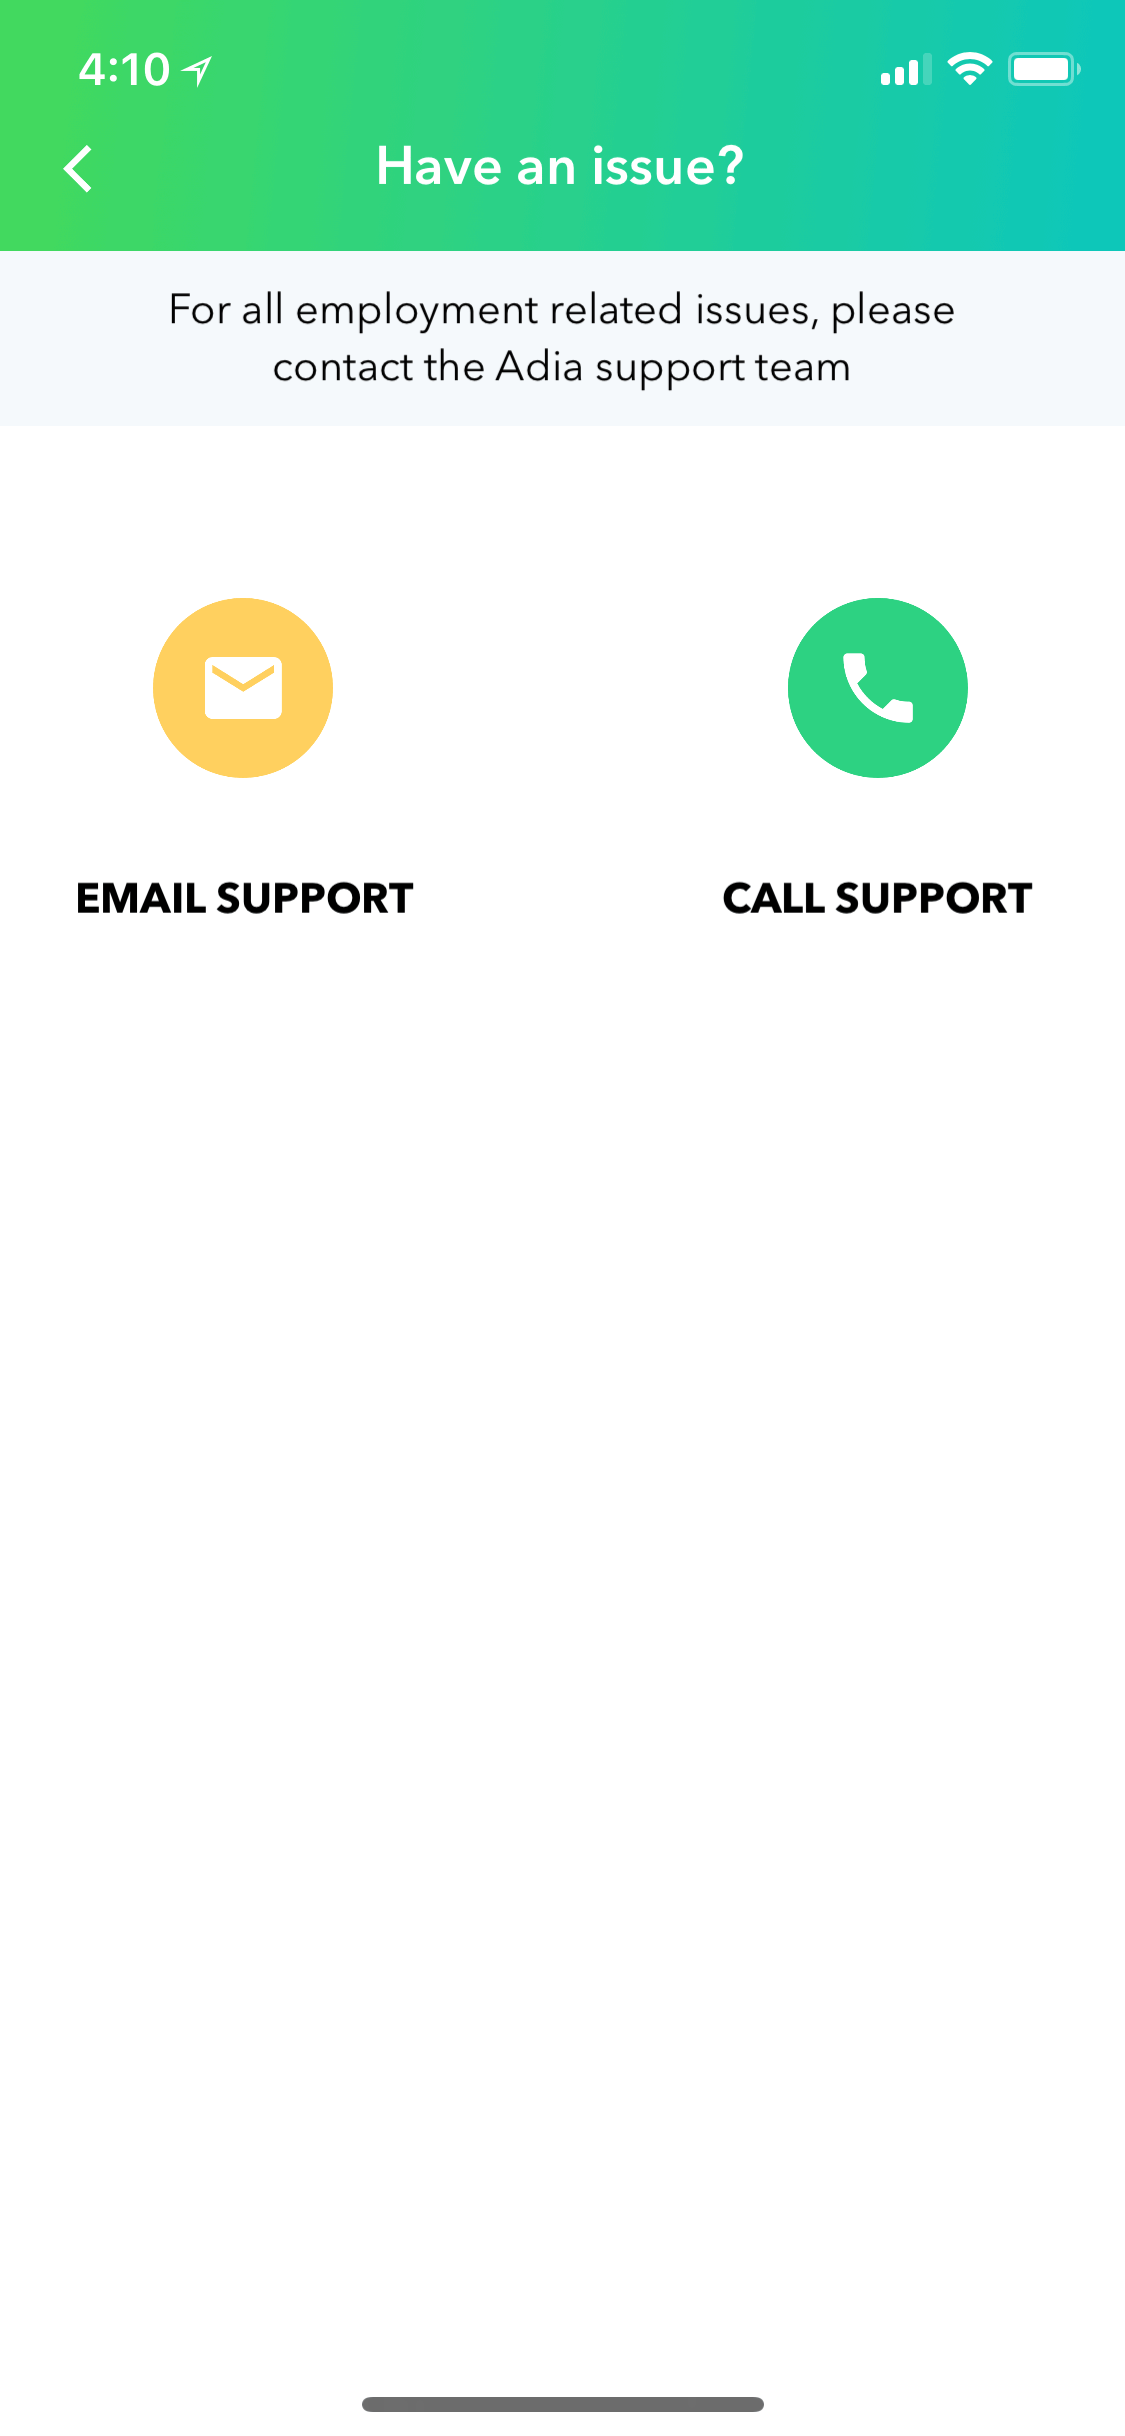 4:10
Have an issue?
For all employment related issues, please
contact the Adia support team
EMAIL SUPPORT
CALL SUPPORT